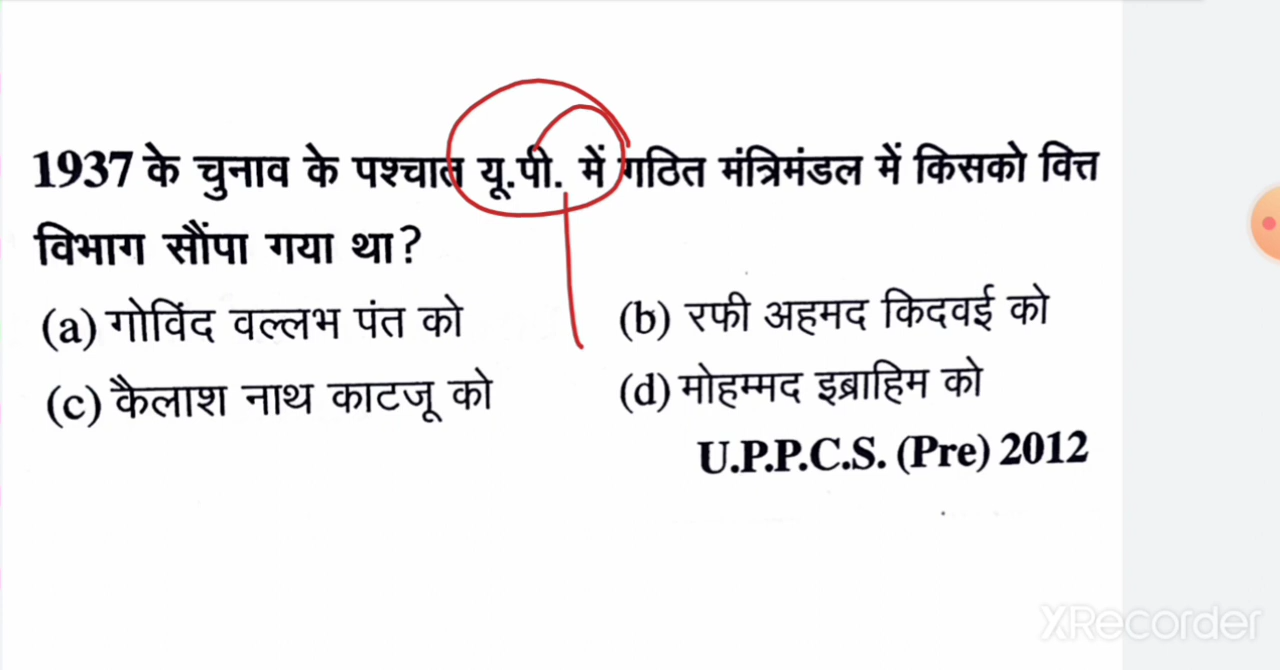 1937 के चुनाव के पश्चात यू.पी. में गठित मंत्रिमंडल में किसको वित्त
विभाग सौंपा गया था?
(a) गोविंद वल्लभ पंत को (b) रफी अहमद किदवई को
(c) कैलाश नाथ काटजू को (d) मोहम्मद इब्राहिम को
U.P.P.C.S. (Pre) 2012
XRecorder